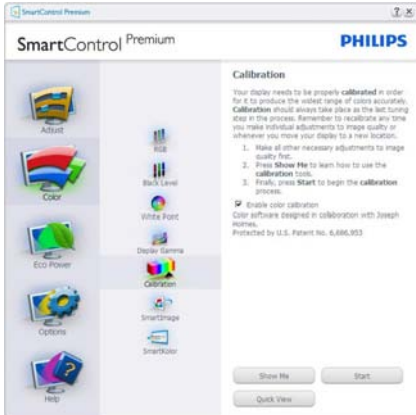 SmartControl Premium
? x
SmartControl Premium
PHILIPS
Adjust
Color
Eco Power
Options
Help
RGB
Black Level
White Point
Display Gamma
Calibration
SmartImage
SmartKolor
Calibration
Your display needs to be properly calibrated in order
for it to produce the widest range of colors accurately.
Calibration should always take place as the last tuning
step in the process. Remember to recalibrate any time
you make individual adjustments to image quality or
whenever you move your display to a new location.
1. Make all other necessary adjustments to image
quality first.
2. Press Show Me to learn how to use the
calibration tools.
3. Finally, press Start to begin the calibration
process.
Enable color calibration
Color software designed in collaboration with Joseph
Holmes.
Protected by U.S. Patent No. 6,686,953
Show Me
Start
Quick View